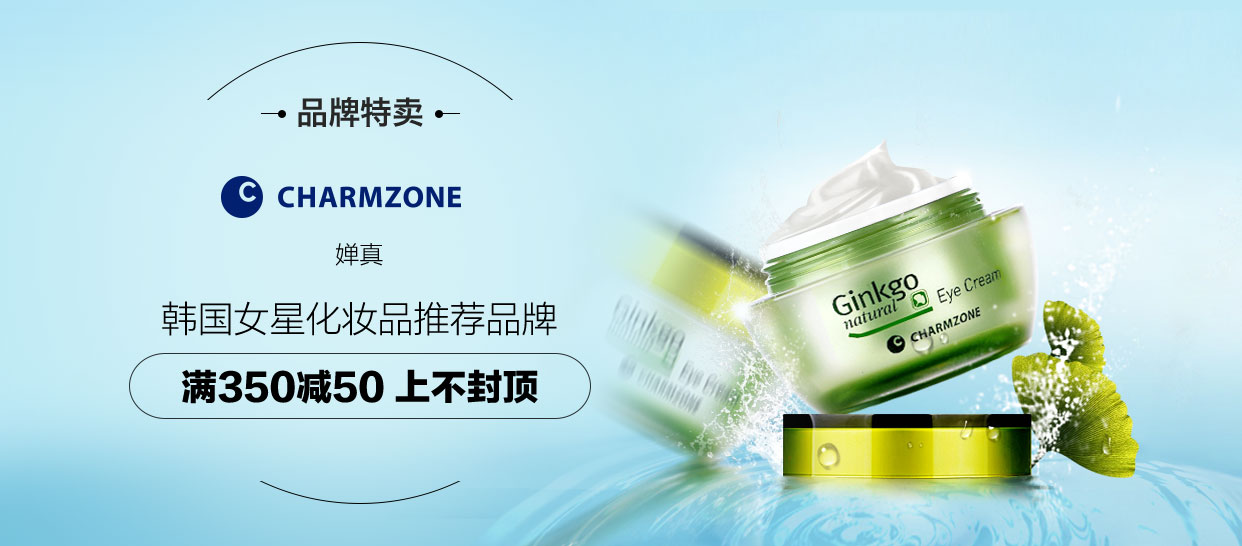 品牌特卖
C CHARMZONE
婵真
韩国女星化妆品推荐品牌
满350减50 上不封顶
Ginkgo
natural
Eye Cream
C CHARMZONE